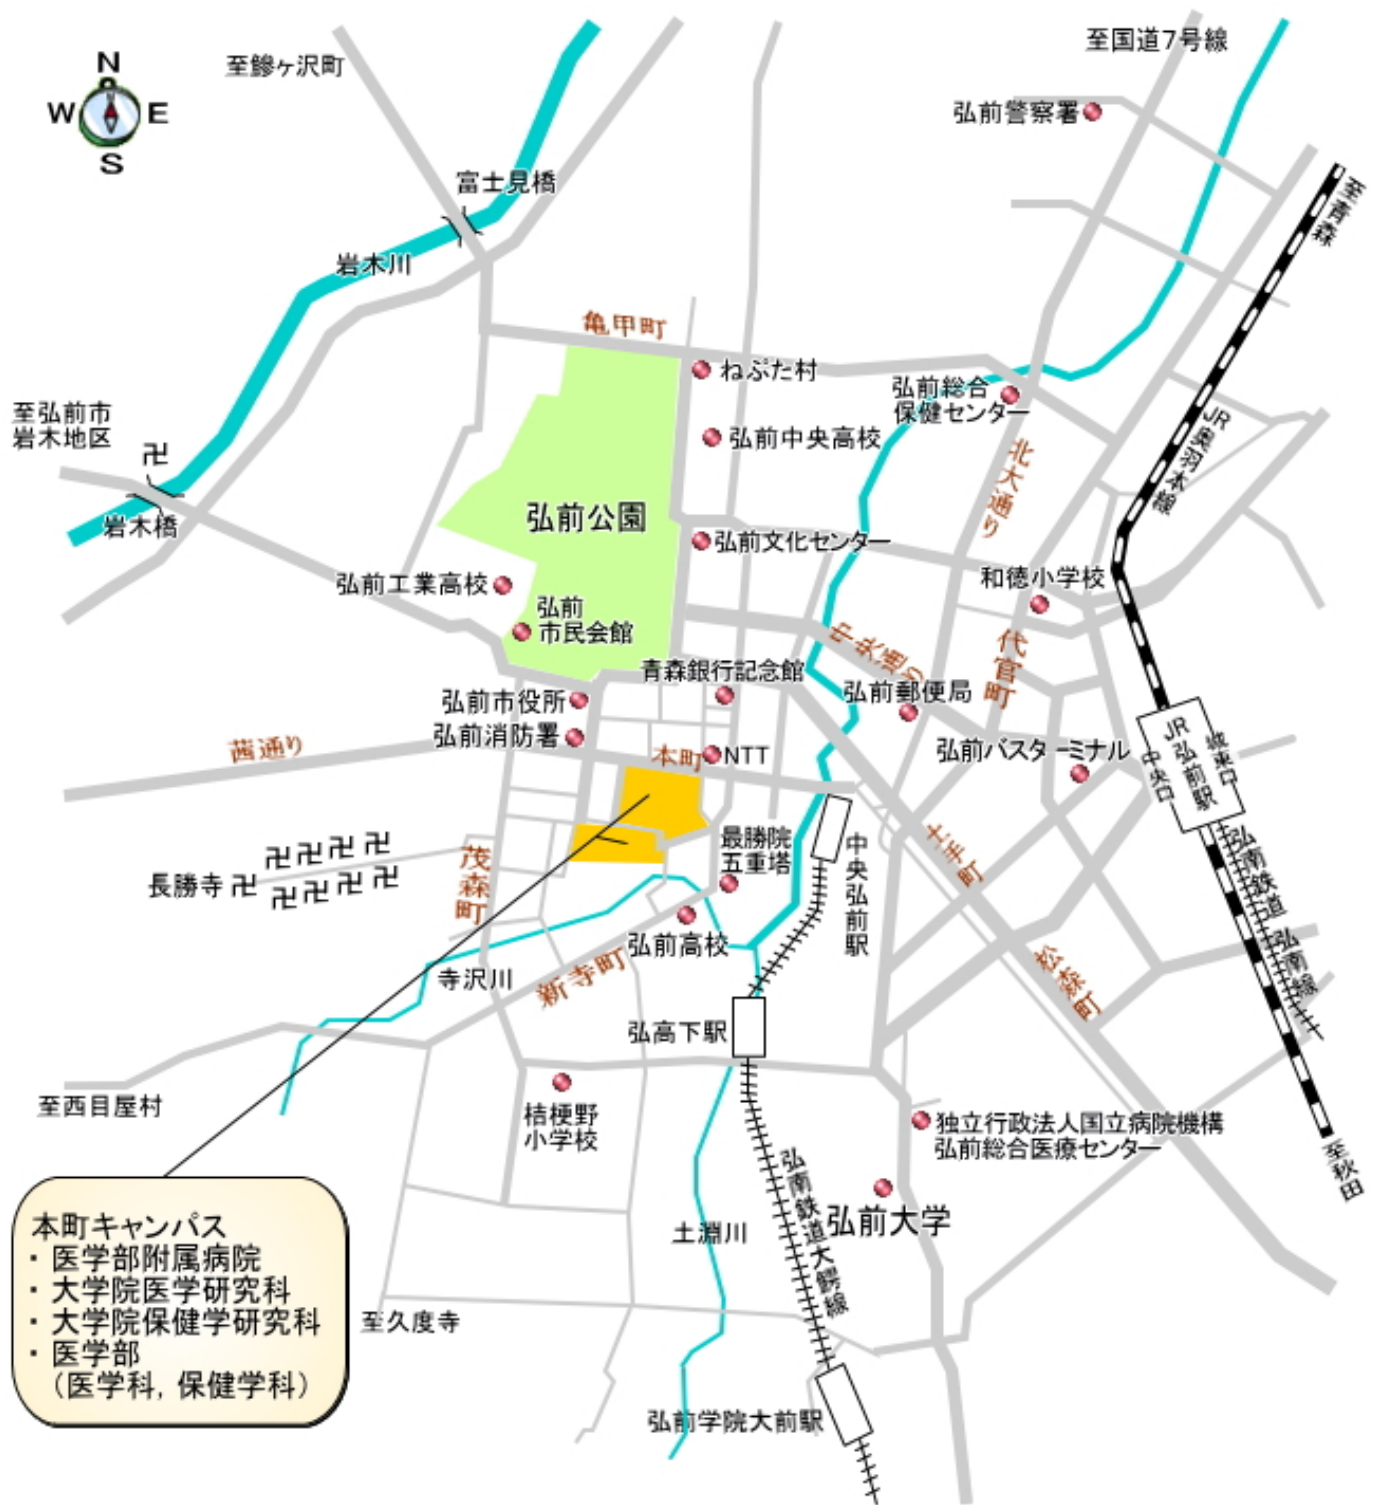 N
W E
S
至鰺ヶ沢町
至国道7号線
弘前警察署
至青森
富士見橋
岩木川
亀甲町
ねぷた村
弘前総合
保健センター
至弘前市
岩木地区
卍
岩木橋
弘前中央高校
北大通り
JR奥羽本線
弘前公園
弘前文化センター
弘前工業高校
和徳小学校
弘前
市民会館
中央通り
代官町
青森銀行記念館
弘前市役所
弘前郵便局
弘前消防署
茜通り
本町
NTT
弘前バスターミナル
中央口
JR弘前駅
城東口
最勝院
五重塔
中央弘前駅
土手町
弘南鉄道 弘南線
卍卍卍卍
長勝寺 卍
卍卍卍卍
茂森町
弘前高校
寺沢川
新寺町
松森町
弘高下駅
至西目屋村
桔梗野
小学校
独立行政法人国立病院機構
弘前総合医療センター
至秋田
弘南鉄道大鰐線
弘前大学
土淵川
本町キャンパス
・医学部附属病院
・大学院医学研究科
・大学院保健学研究科
・医学部
(医学科, 保健学科)
至久度寺
弘前学院大前駅